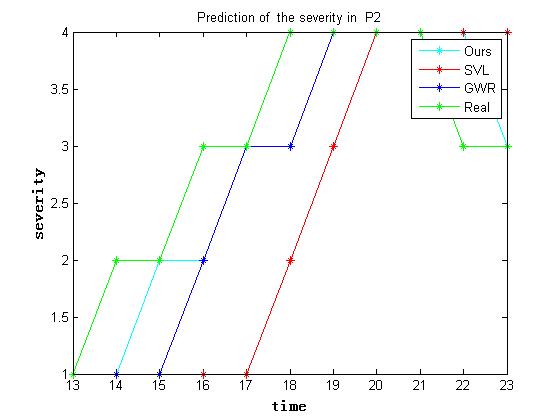 Prediction of the severity in P2
4
3.5
3
2.5
2
1.5
1
severity
Ours
SVL
GWR
Real
13 14 15 16 17 18 19 20 21 22 23
time